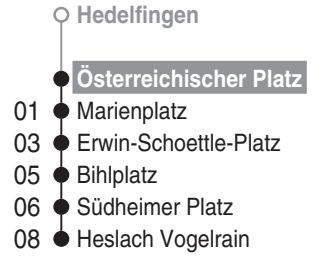 Hedelfingen
Österreichischer Platz
01 Marienplatz
03 Erwin-Schoettle-Platz
05 Bihlplatz
06 Südheimer Platz
08 Heslach Vogelrain